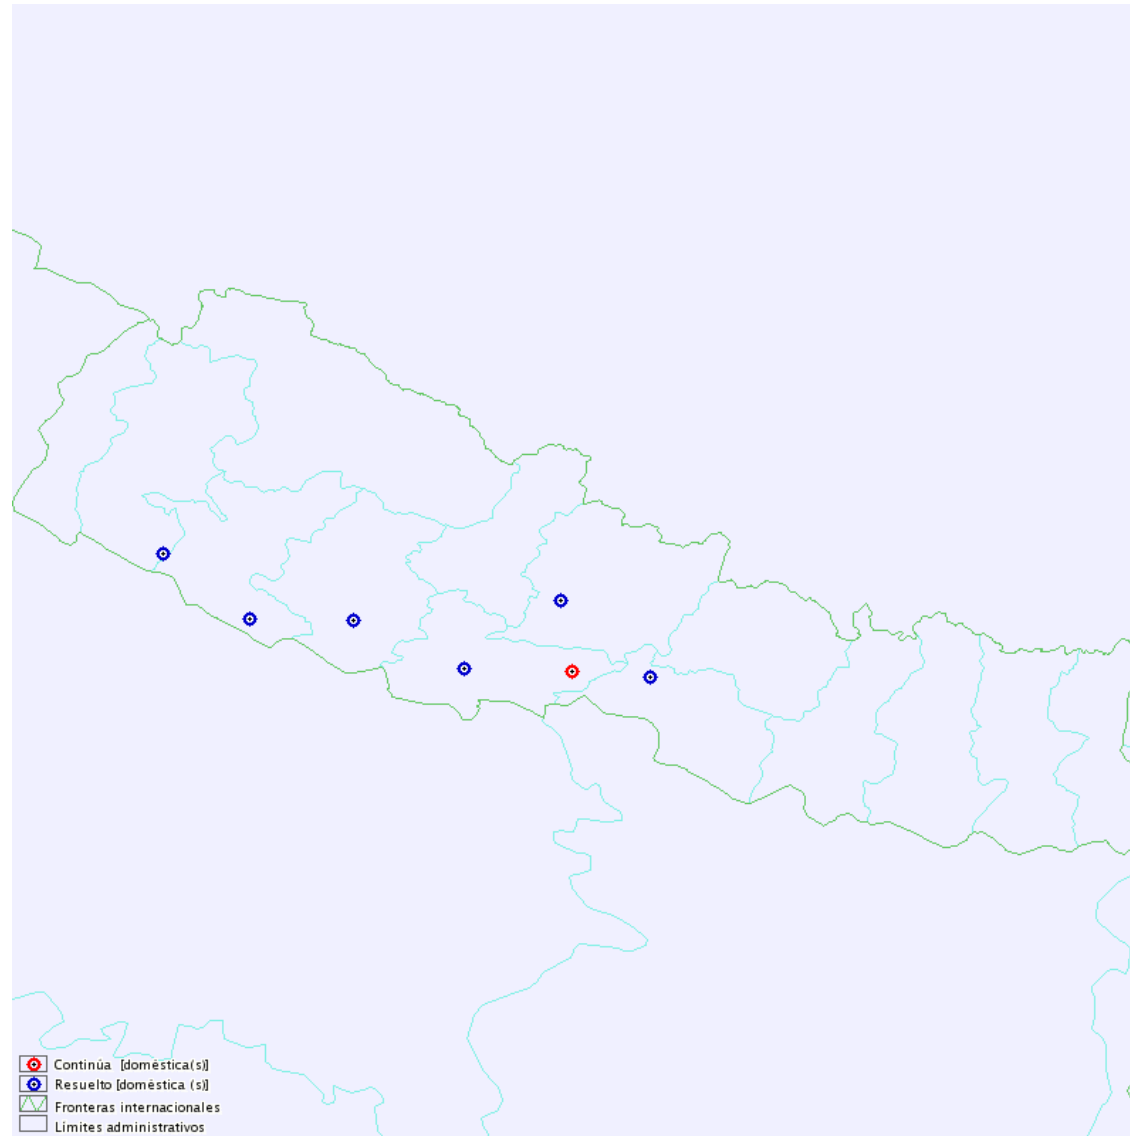 Continúa [doméstica(s)]
Resuelto [doméstica (s)]
Fronteras internacionales
Límites administrativos